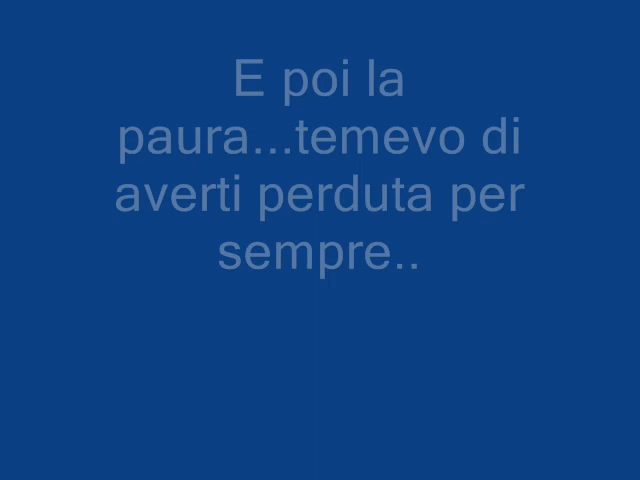 E poi la
paura...temevo di
averti perduta per
sempre..